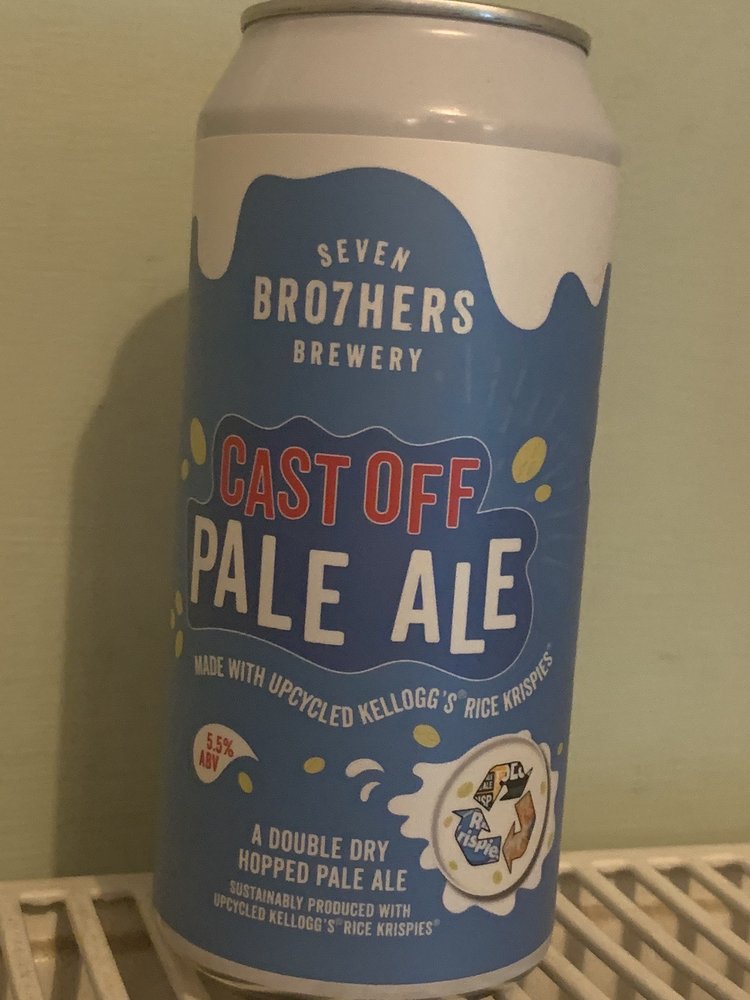 SEVEN
BRO7HERS
BREWERY
CAST OFF
PALE ALE
MADE WITH UPCYCLED KELLOGG'S® RICE KRISPIES®
5.5%
ABV
A DOUBLE DRY
HOPPED PALE ALE
SUSTAINABLY PRODUCED WITH
UPCYCLED KELLOGG'S® RICE KRISPIES®